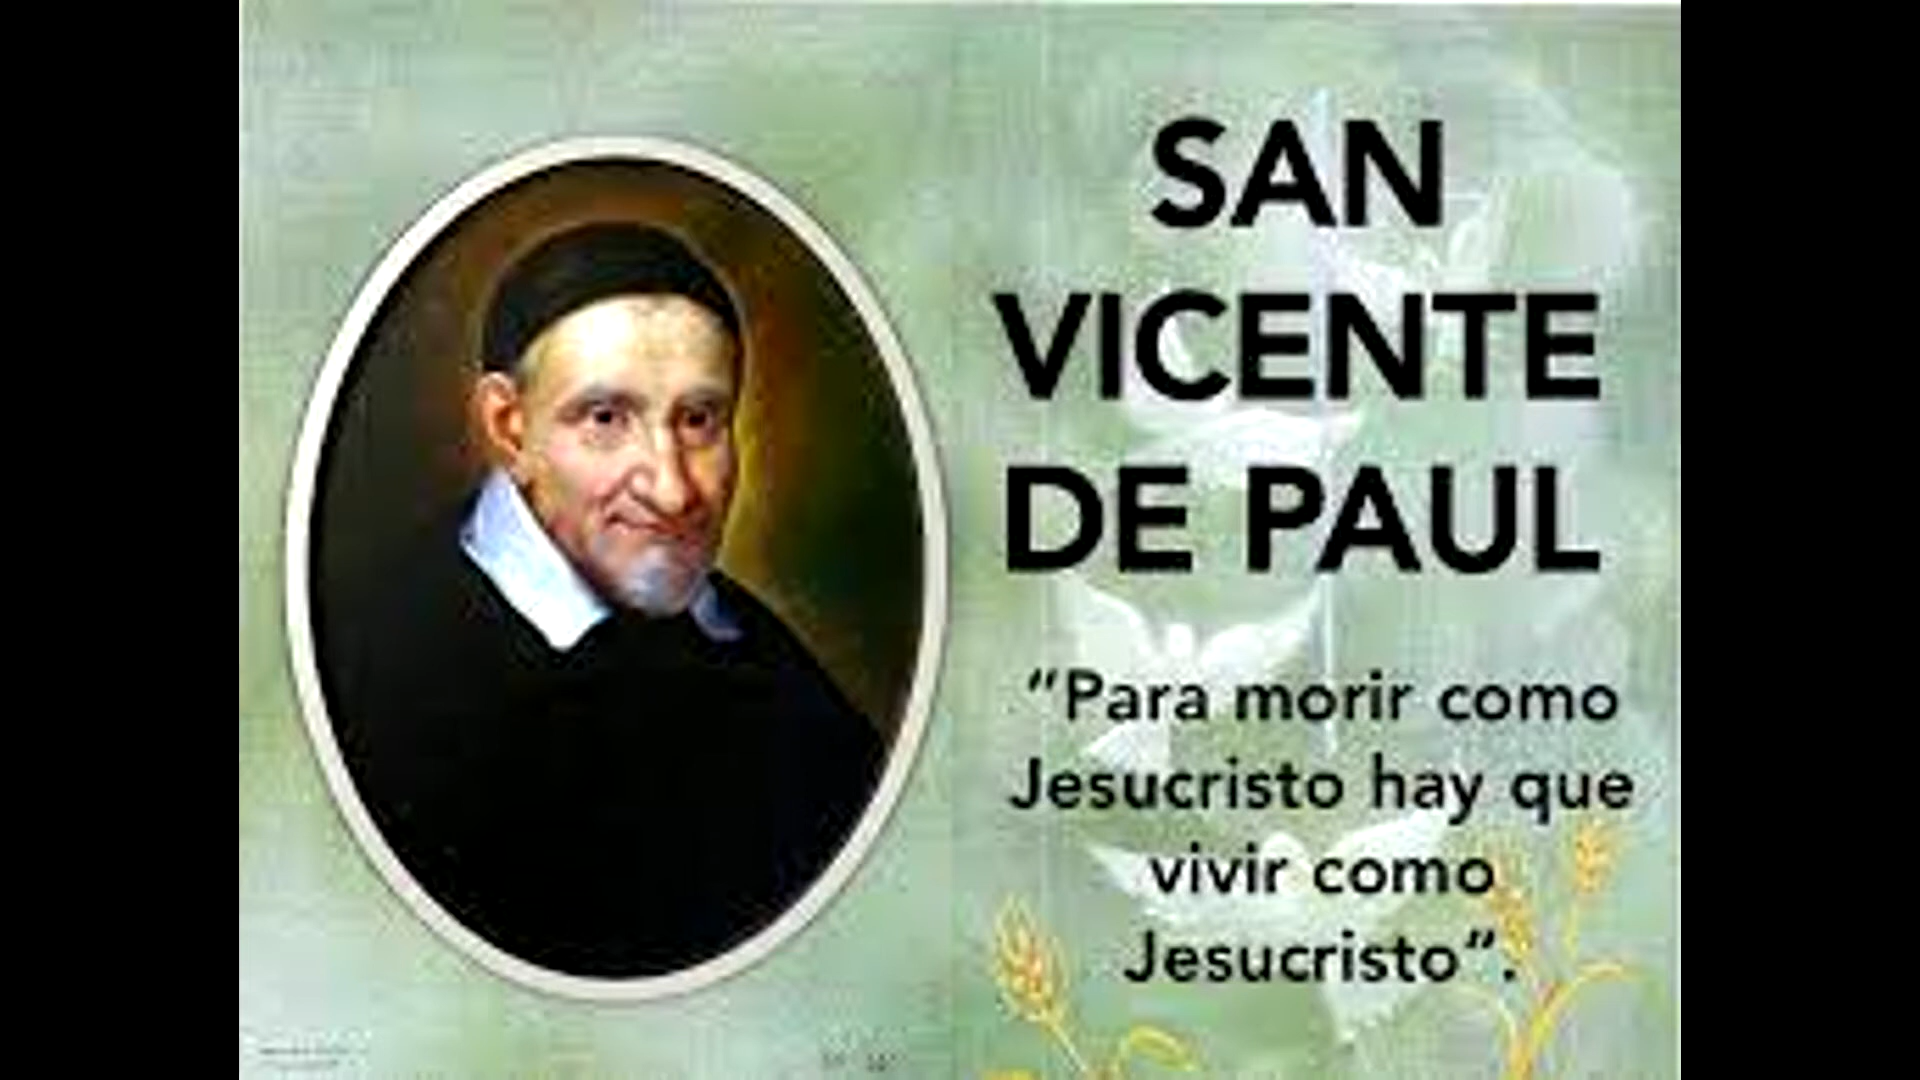 SAN
VICENTE
DE PAUL
“Para morir como
Jesucristo hay que
vivir como
Jesucristo”.